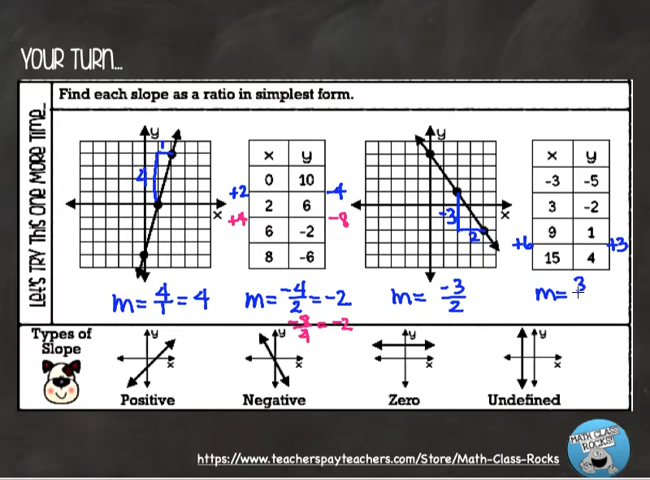 YOUR TURN...
Let's TRY THIS ONE MORE TIME...
Find each slope as a ratio in simplest form.
y
x
1
4
m = 4/1 = 4
x y
0 10
2 6
6 -2
8 -6
+2 -4
+4 -8
m = -4/2 = -2
-8/4 = -2
y
x
-3
2
m = -3/2
x y
-3 -5
3 -2
9 1
15 4
+6 +3
m = 3
Types of
Slope
y
x
Positive
y
x
Negative
y
x
Zero
y
x
Undefined
https://www.teacherspayteachers.com/Store/Math-Class-Rocks
MATH CLASS
ROCKS!